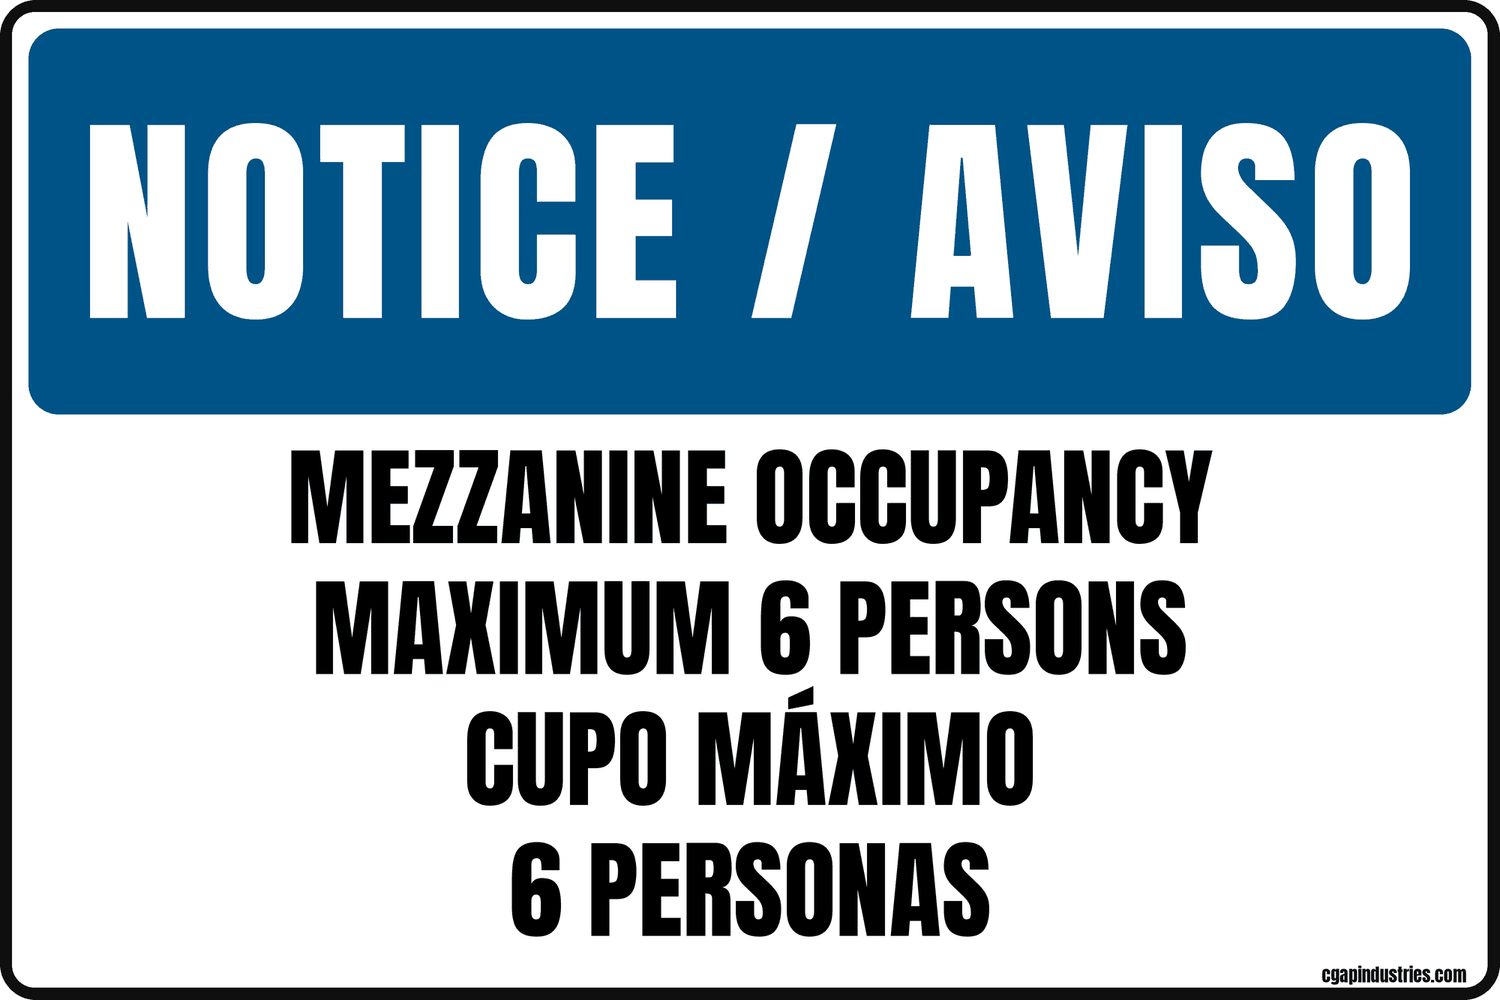 NOTICE / AVISO
MEZZANINE OCCUPANCY
MAXIMUM 6 PERSONS
CUPO MÁXIMO
6 PERSONAS
cgapindustries.com